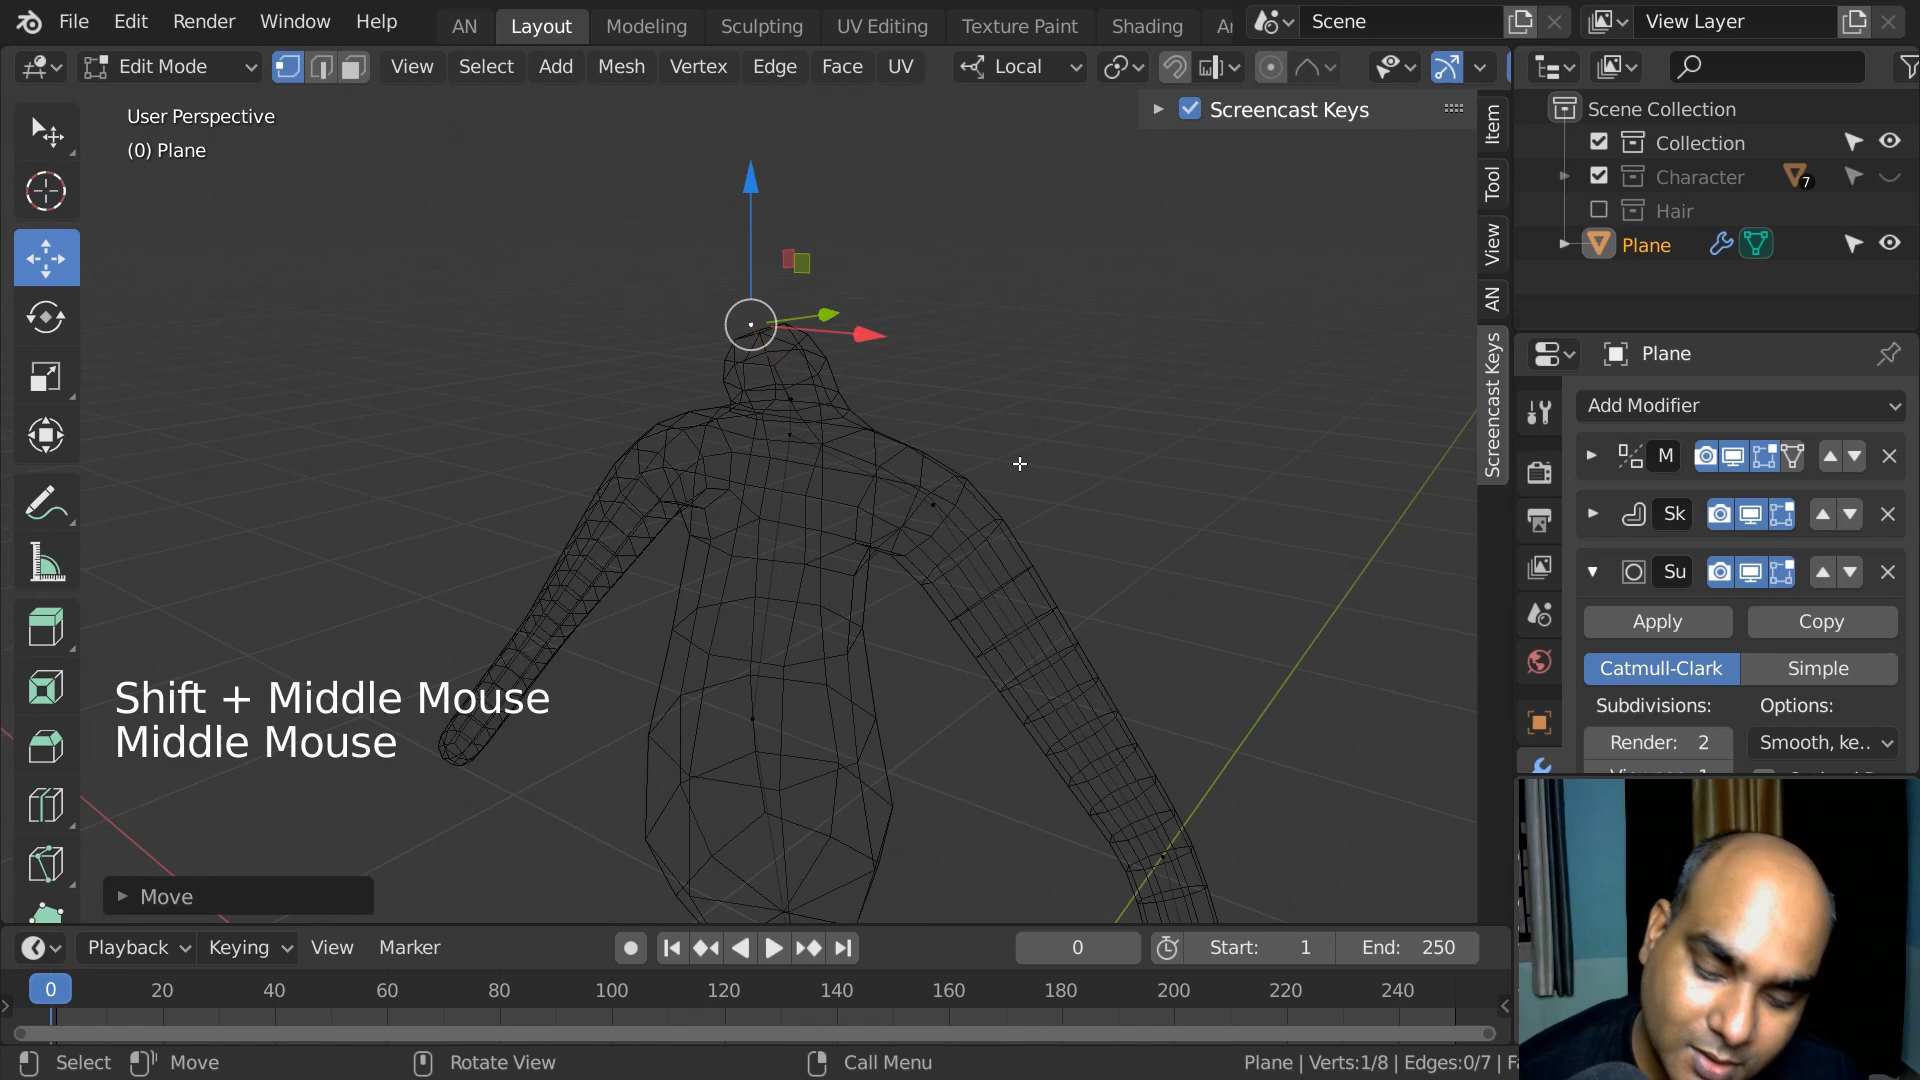 File Edit Render Window Help AN Layout Modeling Sculpting UV Editing Texture Paint Shading Scene View Layer
Edit Mode View Select Add Mesh Vertex Edge Face UV Local
User Perspective
(0) Plane
Screencast Keys
Item
Tool
View
AN
Screencast Keys
Scene Collection
Collection
Character 7
Hair
Plane
Plane
Add Modifier
M
Sk
Su
Apply Copy
Catmull-Clark Simple
Subdivisions: Options:
Render: 2 Smooth, ke..
Shift + Middle Mouse
Middle Mouse
Move
Playback Keying View Marker 0 Start: 1 End: 250
0 20 40 60 80 100 120 140 160 180 200 220 240
Select Move Rotate View Call Menu Plane | Verts:1/8 | Edges:0/7 |